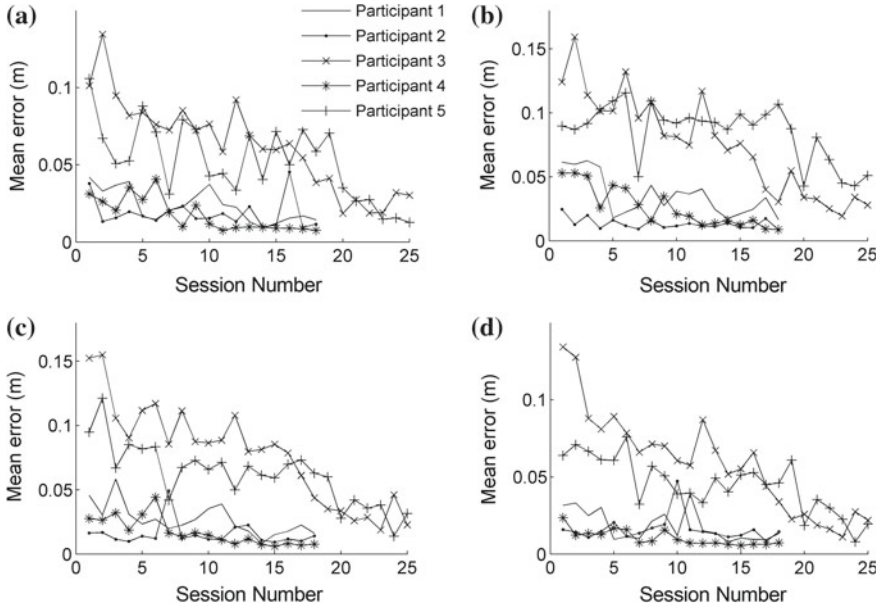 (a)
Participant 1
Participant 2
Participant 3
Participant 4
Participant 5
Mean error (m)
0.1
0.05
0
0 5 10 15 20 25
Session Number
(b)
Mean error (m)
0.15
0.1
0.05
0
0 5 10 15 20 25
Session Number
(c)
Mean error (m)
0.15
0.1
0.05
0
0 5 10 15 20 25
Session Number
(d)
Mean error (m)
0.1
0.05
0
0 5 10 15 20 25
Session Number